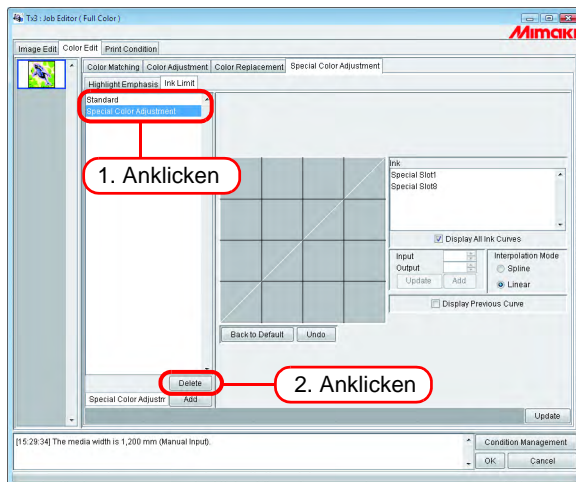 Tx3 : Job Editor ( Full Color )
Mimaki
Image Edit Color Edit Print Condition
Color Matching Color Adjustment Color Replacement Special Color Adjustment
Highlight Emphasis Ink Limit
Standard
Special Color Adjustment
1. Anklicken
Ink
Special Slot1
Special Slot8
Display All Ink Curves
Input
Output
Update Add
Interpolation Mode
Spline
Linear
Display Previous Curve
Back to Default Undo
Delete
2. Anklicken
Special Color Adjustm Add
Update
[15:29:34] The media width is 1,200 mm (Manual Input).
Condition Management
OK Cancel